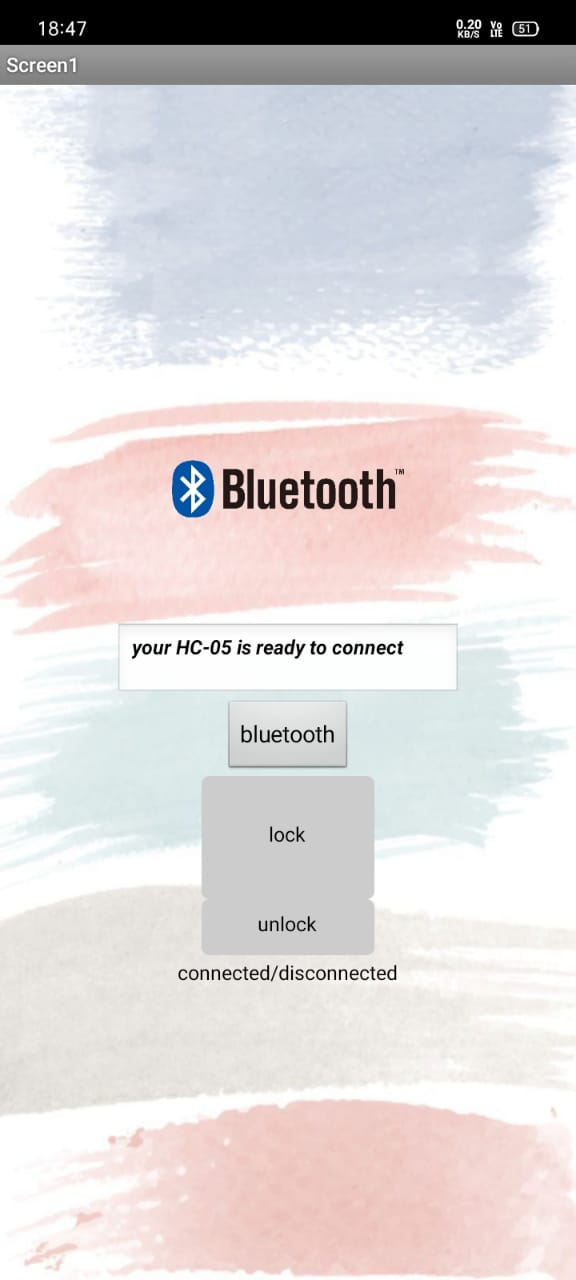 18:47
0.20
KB/S
Vo
LTE
51
Screen1
Bluetooth™
your HC-05 is ready to connect
bluetooth
lock
unlock
connected/disconnected